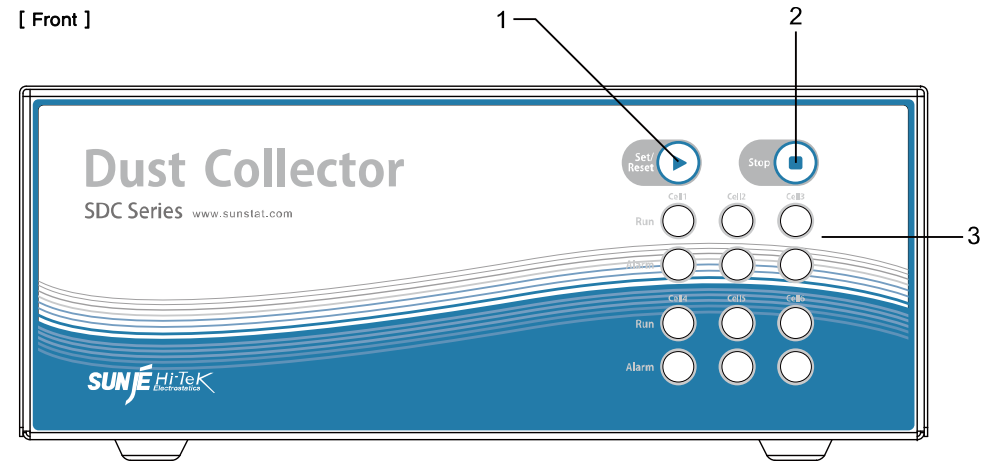 [ Front ]
1
2
Dust Collector
SDC Series www.sunstat.com
Set/
Reset
Stop
Cell1 Cell2 Cell3
Run
3
Alarm
Cell4 Cell5 Cell6
Run
Alarm
SUNJÉ Hi-TeK
Electrostatics